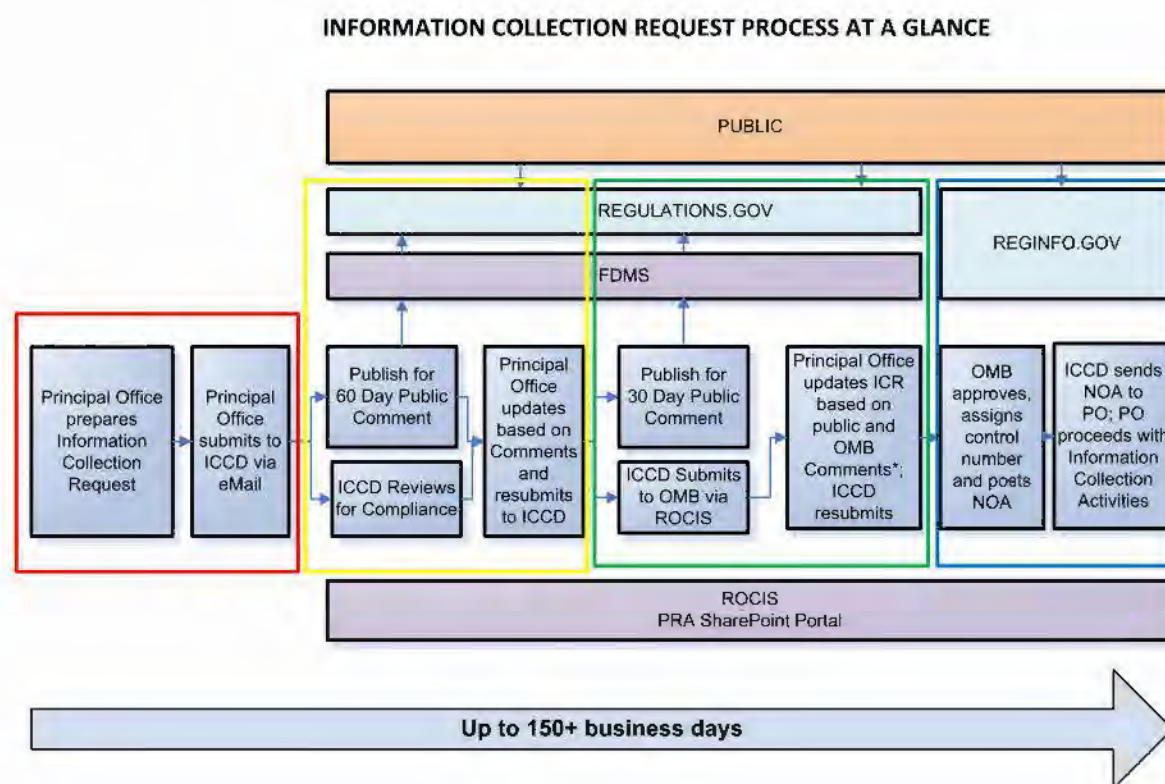 INFORMATION COLLECTION REQUEST PROCESS AT A GLANCE
PUBLIC
REGULATIONS.GOV
REGINFO.GOV
FDMS
Principal Office
prepares
Information
Collection
Request
Principal
Office
submits to
ICCD via
eMail
Publish for
60 Day Public
Comment
ICCD Reviews
for Compliance
Principal
Office
updates
based on
Comments
and
resubmits
to ICCD
Publish for
30 Day Public
Comment
ICCD Submits
to OMB via
ROCIS
Principal Office
updates ICR
based on
public and
OMB
Comments*;
ICCD
resubmits
OMB
approves,
assigns
control
number
and posts
NOA
ICCD sends
NOA to
PO; PO
proceeds with
Information
Collection
Activities
ROCIS
PRA SharePoint Portal
Up to 150+ business days